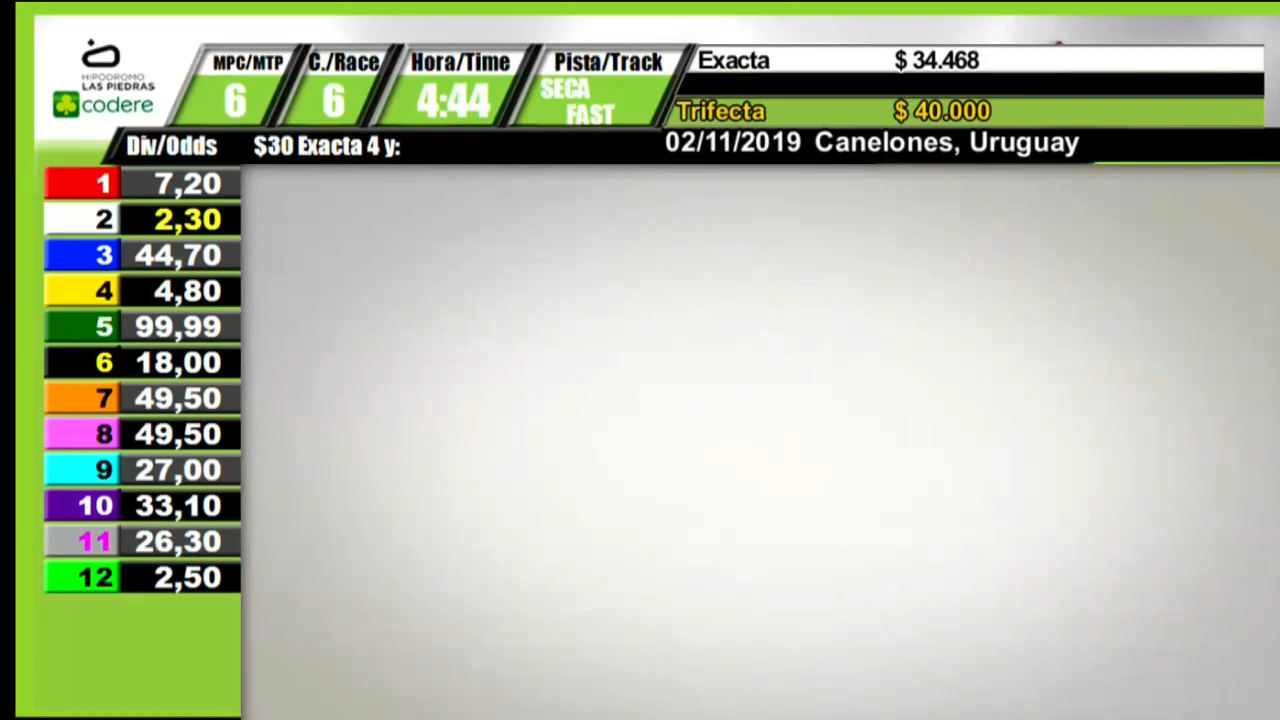 HIPÓDROMO
LAS PIEDRAS
codere
MPC/MTP
6
C./Race
6
Hora/Time
4:44
Pista/Track
SECA
FAST
Exacta $ 34.468
Trifecta $ 40.000
Div/Odds
$30 Exacta 4 y:
02/11/2019 Canelones, Uruguay
1 7,20
2 2,30
3 44,70
4 4,80
5 99,99
6 18,00
7 49,50
8 49,50
9 27,00
10 33,10
11 26,30
12 2,50